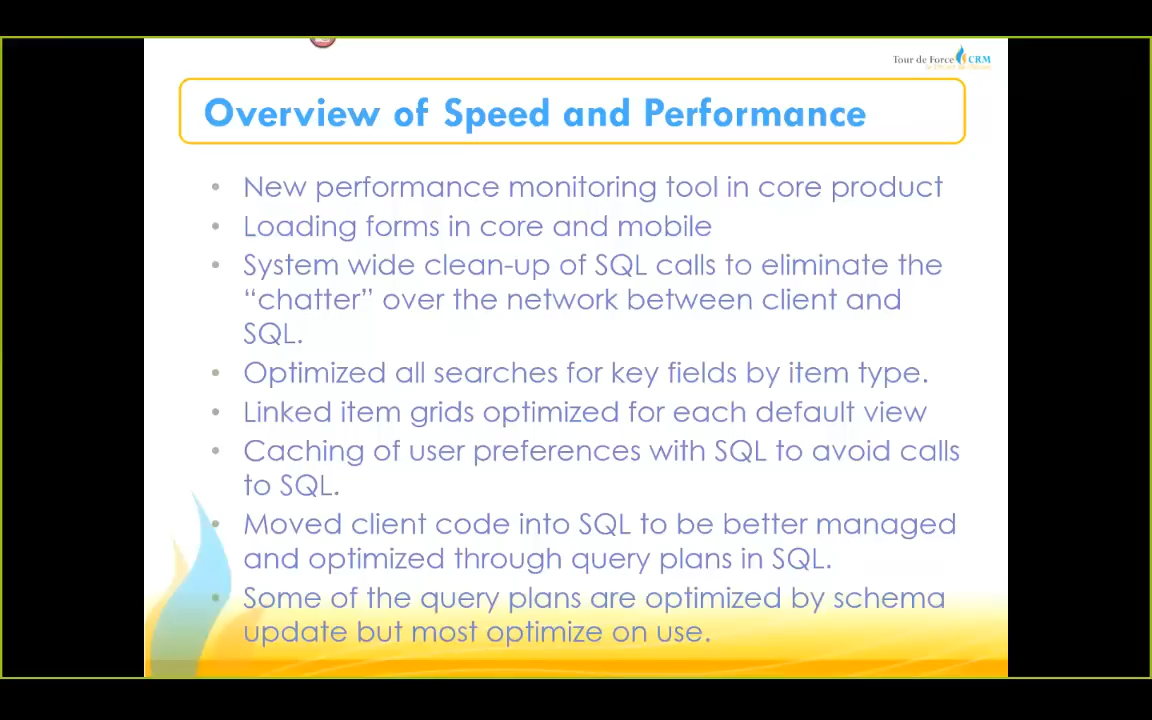 Tour de Force CRM
Overview of Speed and Performance
• New performance monitoring tool in core product
• Loading forms in core and mobile
• System wide clean-up of SQL calls to eliminate the
“chatter” over the network between client and
SQL.
• Optimized all searches for key fields by item type.
• Linked item grids optimized for each default view
• Caching of user preferences with SQL to avoid calls
to SQL.
• Moved client code into SQL to be better managed
and optimized through query plans in SQL.
• Some of the query plans are optimized by schema
update but most optimize on use.